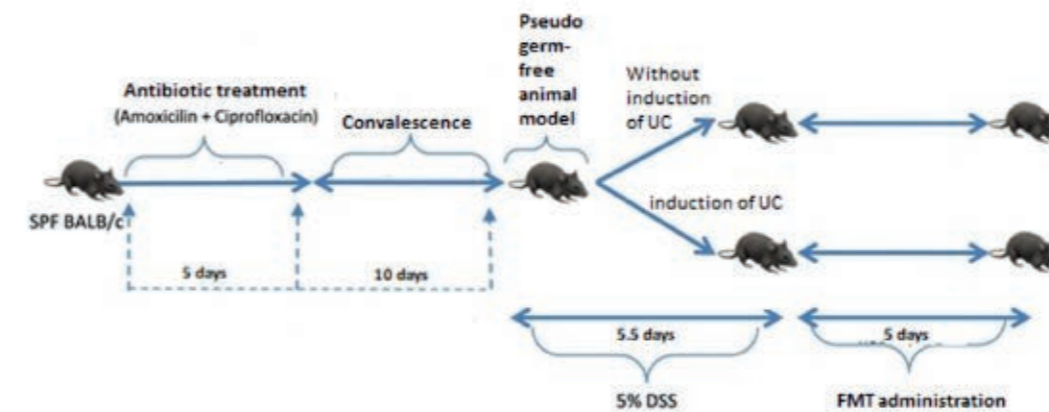 Pseudo
germ-
free
animal
model
Antibiotic treatment
(Amoxicilin + Ciprofloxacin)
Convalescence
Without
induction
of UC
SPF BALB/c
induction of UC
5 days
10 days
5.5 days
5 days
5% DSS
FMT administration